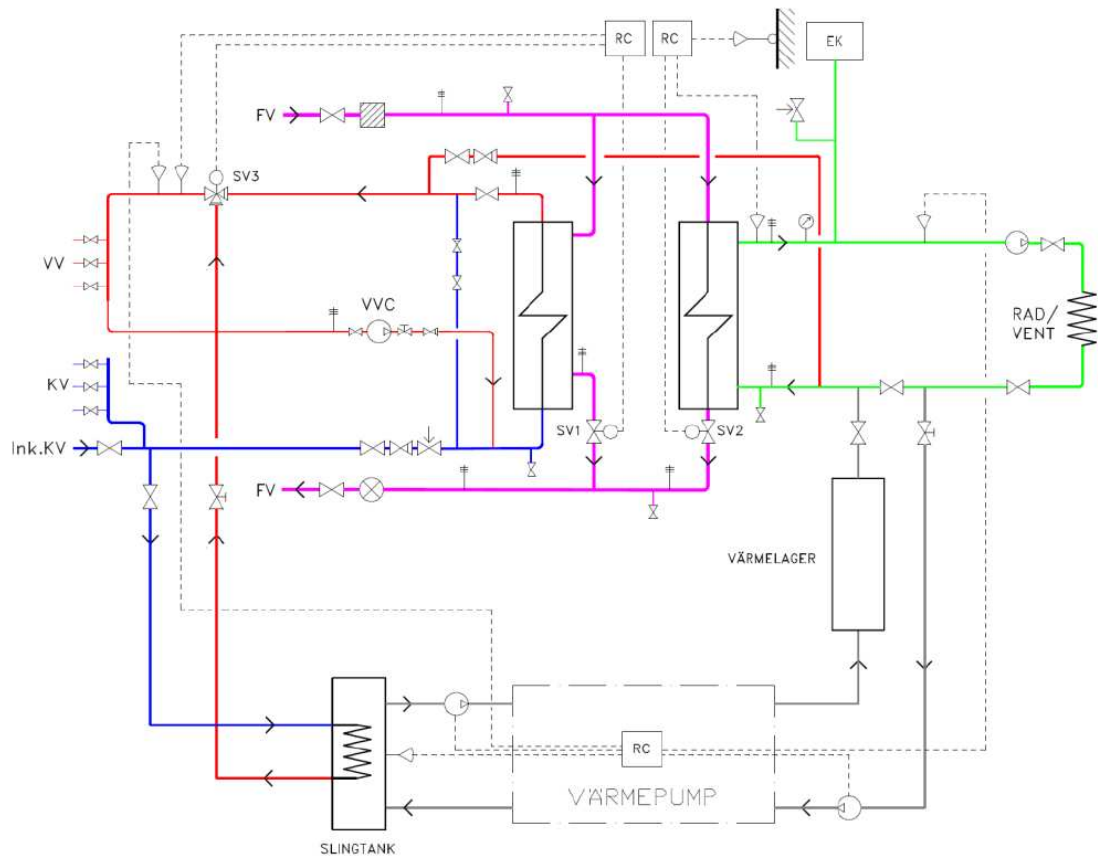 RC
RC
EK
FV
SV3
VV
VVC
RAD/
VENT
KV
Ink.KV
SV1
SV2
FV
VÄRMELAGER
RC
VÄRMEPUMP
SLINGTANK